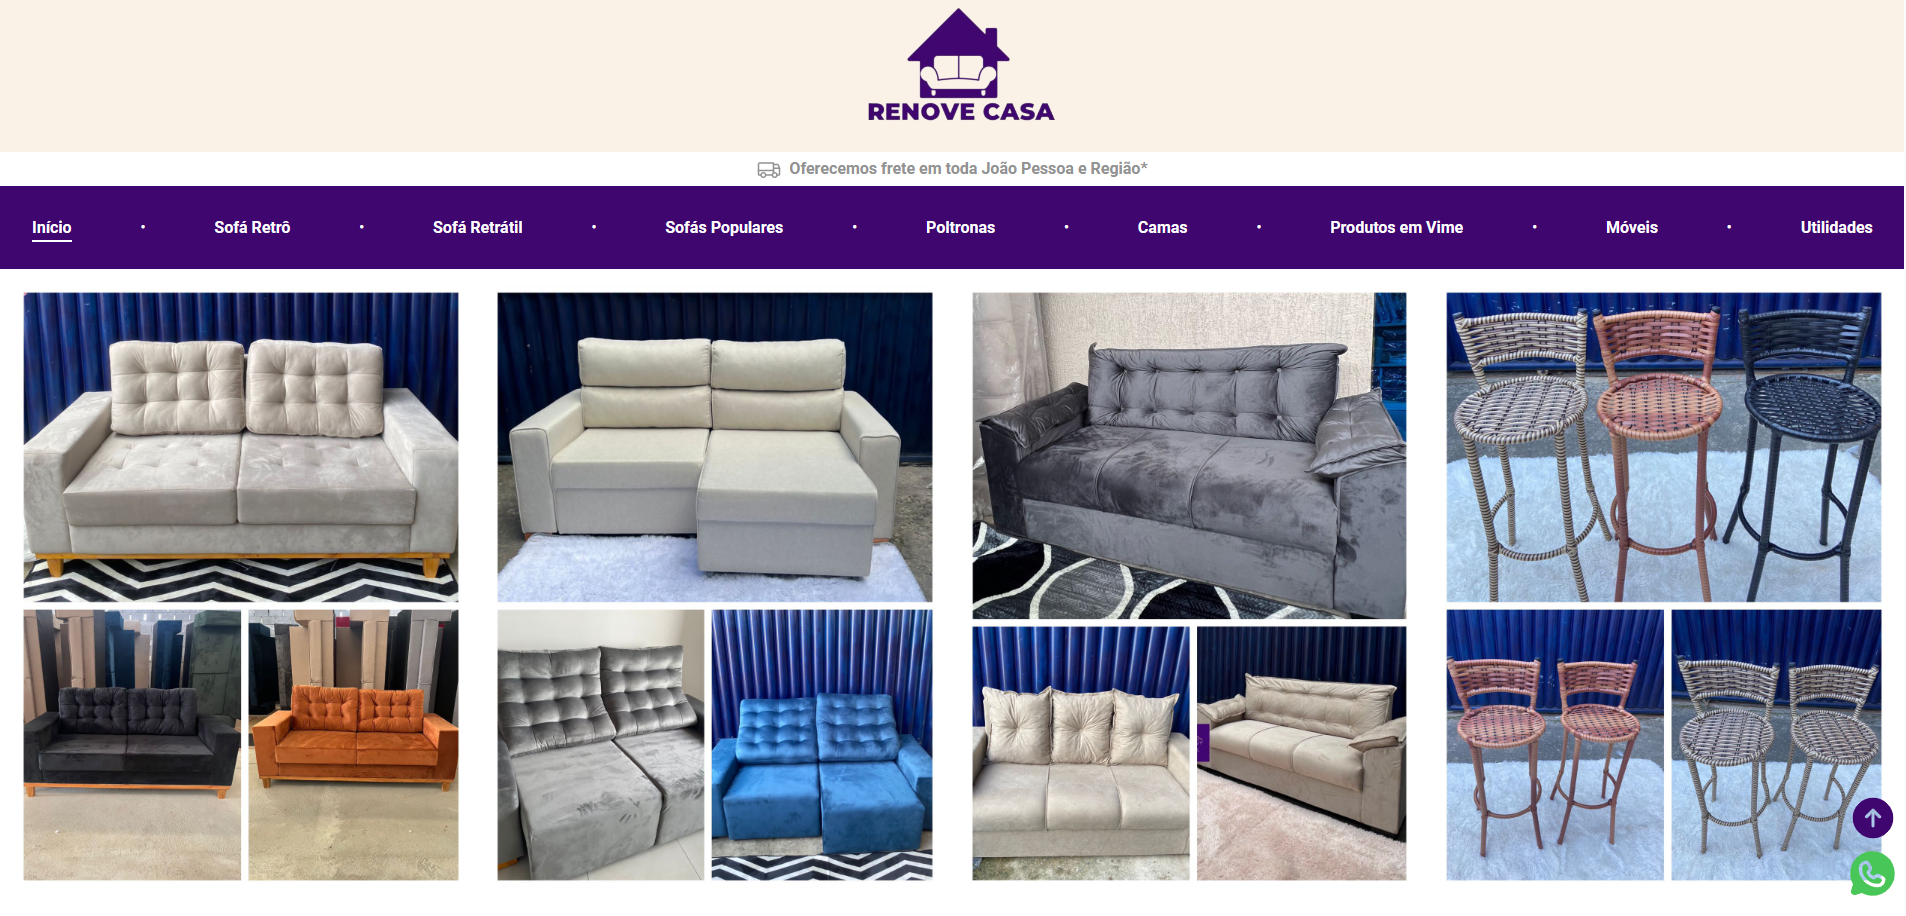 RENOVE CASA
Oferecemos frete em toda João Pessoa e Região*
Início • Sofá Retrô • Sofá Retrátil • Sofás Populares • Poltronas • Camas • Produtos em Vime • Móveis • Utilidades